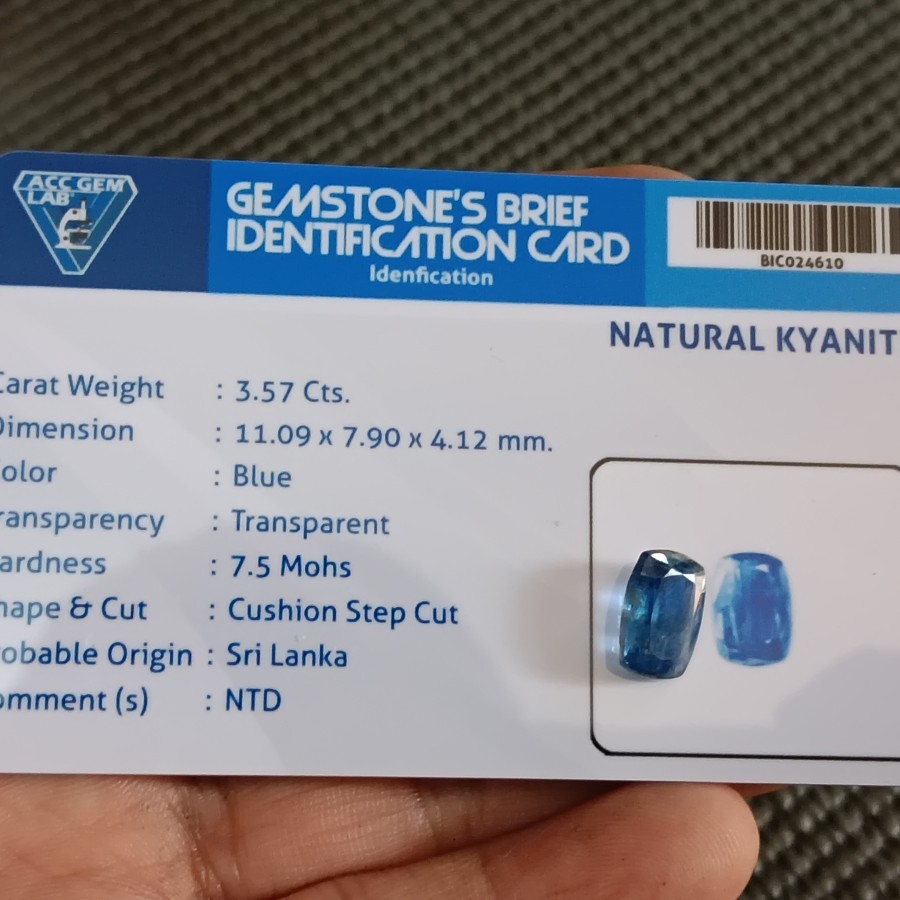 ACC GEM
LAB
GEMSTONE'S BRIEF
IDENTIFICATION CARD
Idenfication
BIC024610
NATURAL KYANIT
Carat Weight : 3.57 Cts.
Dimension : 11.09 x 7.90 x 4.12 mm.
olor : Blue
ransparency : Transparent
ardness : 7.5 Mohs
hape & Cut : Cushion Step Cut
robable Origin : Sri Lanka
omment (s) : NTD